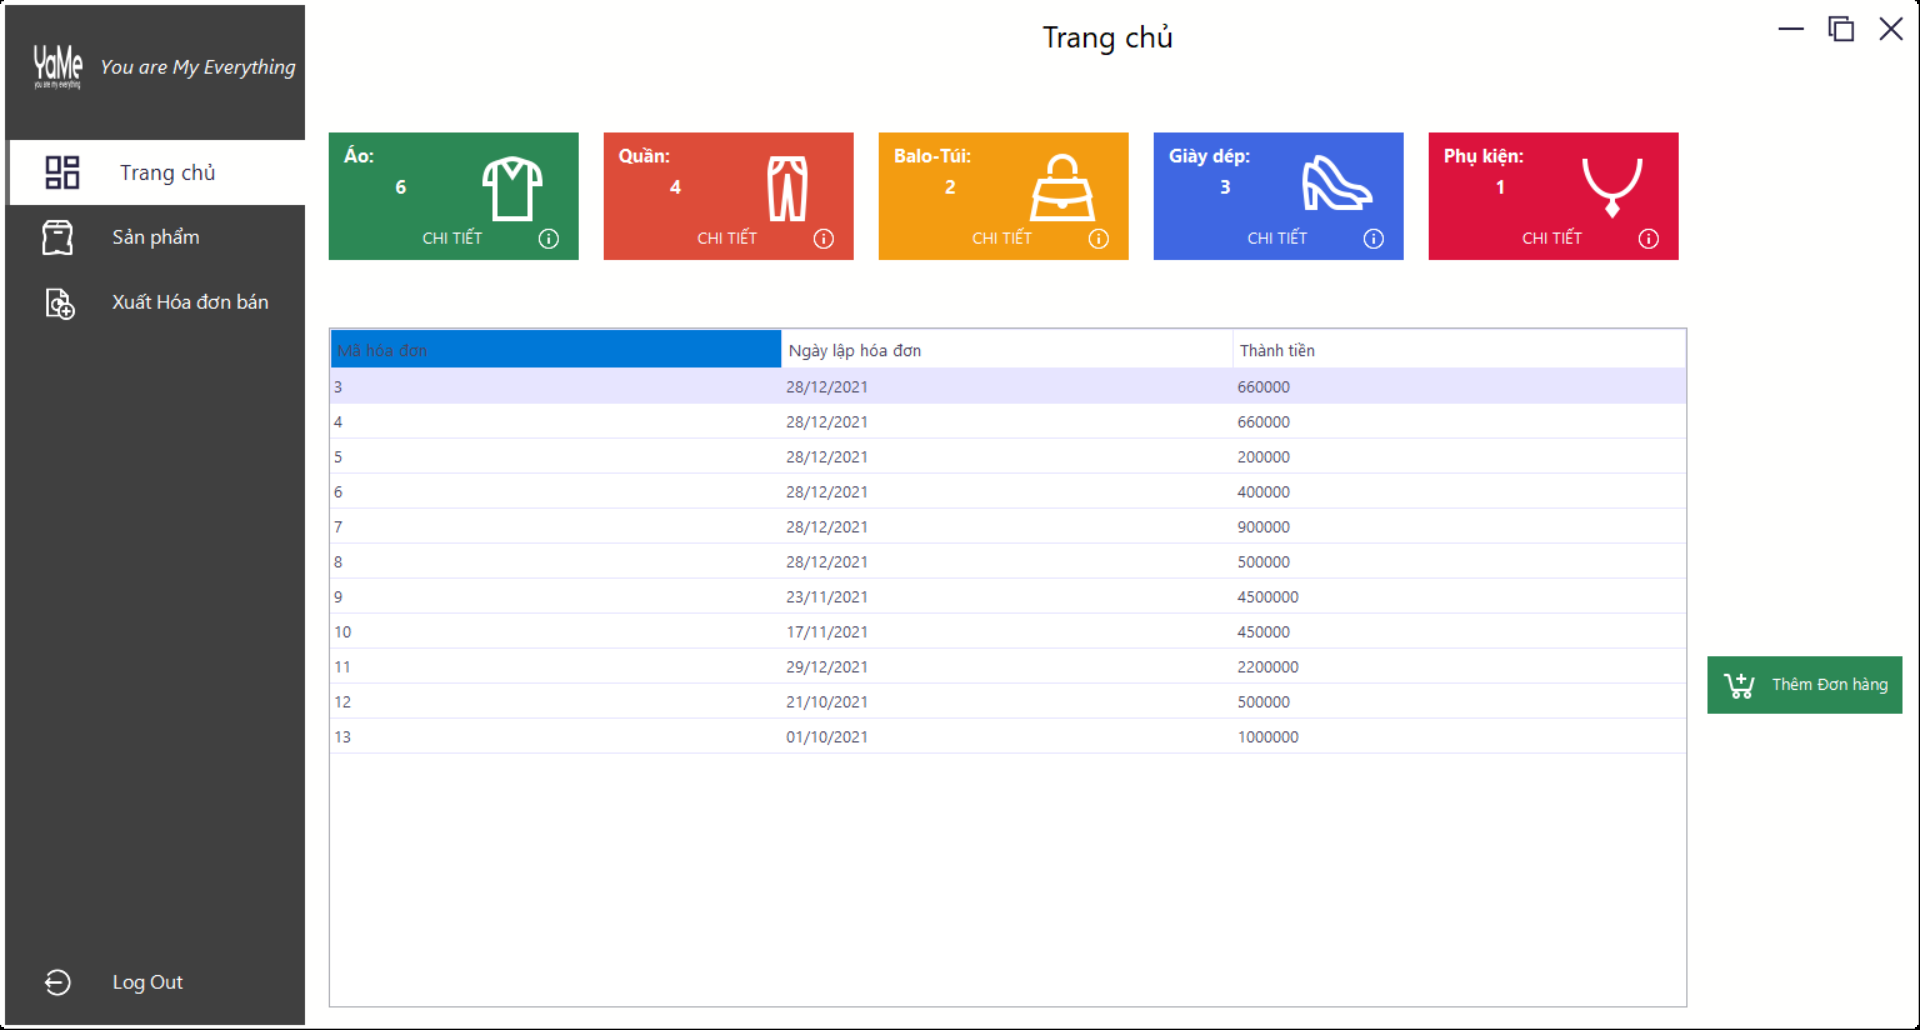 YaMe
you are my everything
You are My Everything
Trang chủ
Trang chủ
Sản phẩm
Xuất Hóa đơn bán
Log Out
Áo:
6
CHI TIẾT
Quần:
4
CHI TIẾT
Balo-Túi:
2
CHI TIẾT
Giày dép:
3
CHI TIẾT
Phụ kiện:
1
CHI TIẾT
Mã hóa đơn Ngày lập hóa đơn Thành tiền
3 28/12/2021 660000
4 28/12/2021 660000
5 28/12/2021 200000
6 28/12/2021 400000
7 28/12/2021 900000
8 28/12/2021 500000
9 23/11/2021 4500000
10 17/11/2021 450000
11 29/12/2021 2200000
12 21/10/2021 500000
13 01/10/2021 1000000
Thêm Đơn hàng